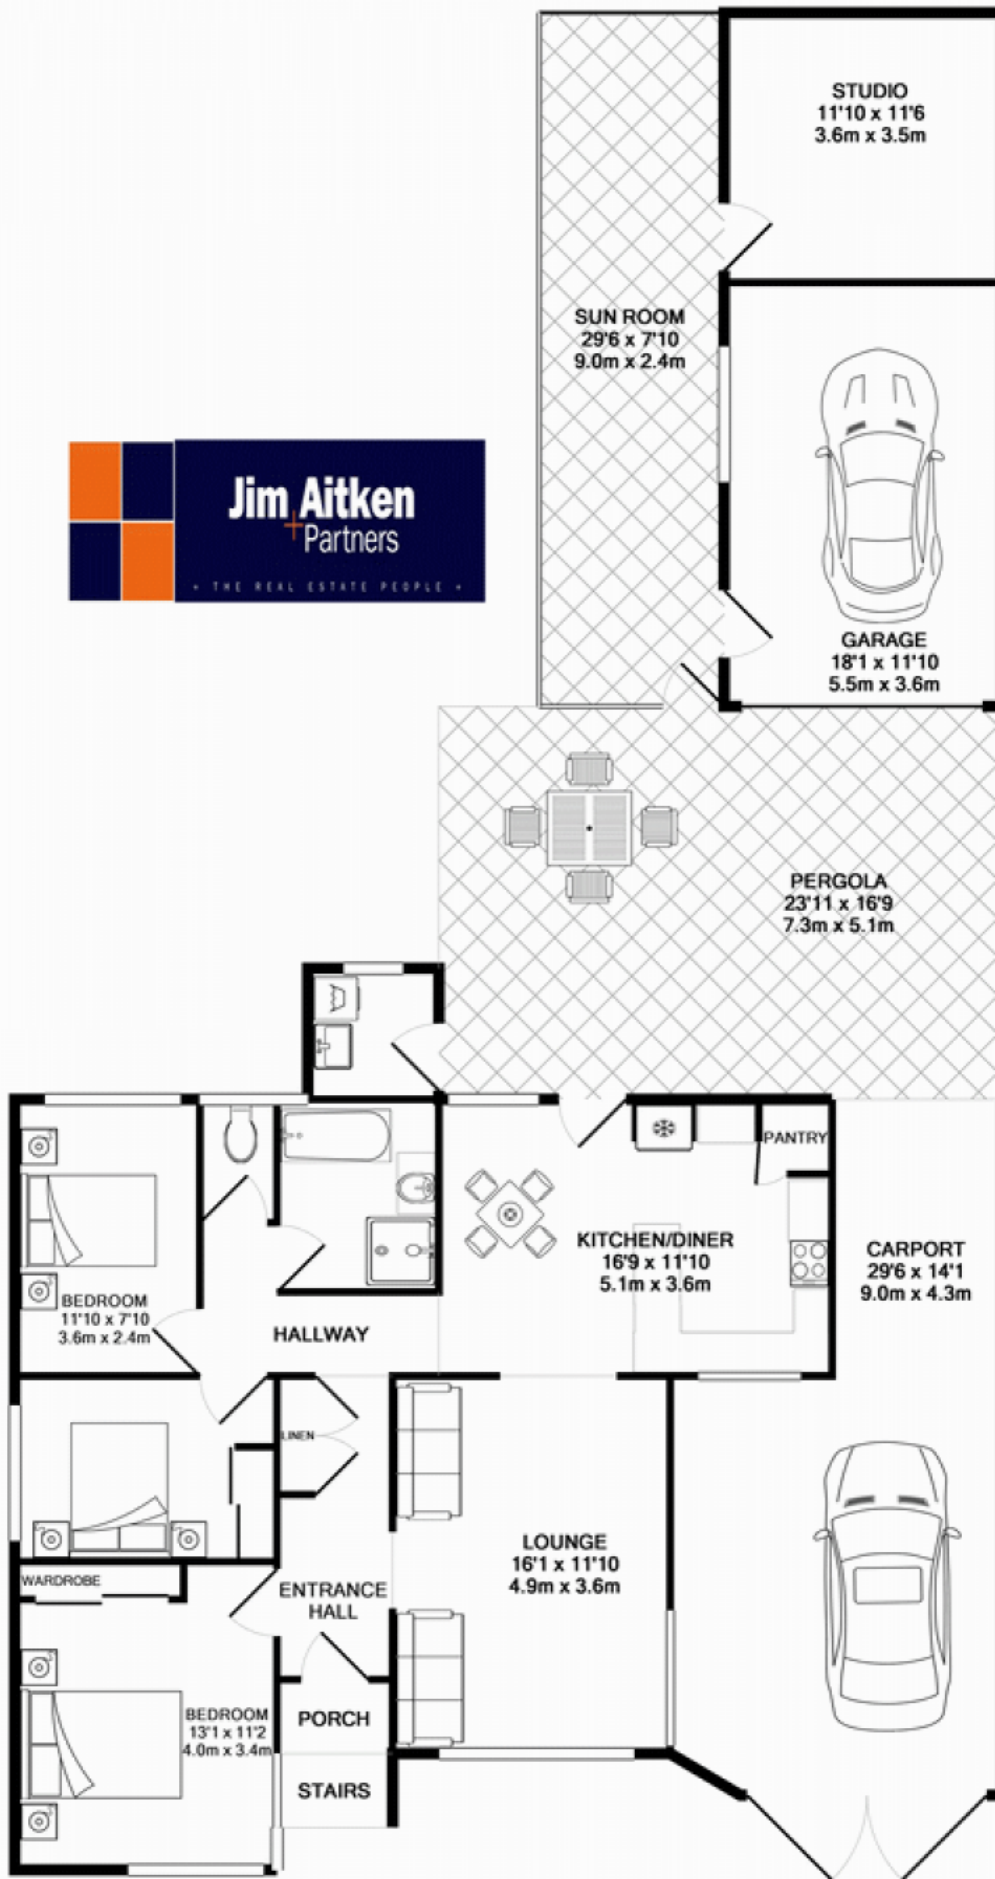 STUDIO
11'10 x 11'6
3.6m x 3.5m
SUN ROOM
29'6 x 7'10
9.0m x 2.4m
Jim Aitken
+ Partners
+ THE REAL ESTATE PEOPLE +
GARAGE
18'1 x 11'10
5.5m x 3.6m
PERGOLA
23'11 x 16'9
7.3m x 5.1m
PANTRY
KITCHEN/DINER
16'9 x 11'10
5.1m x 3.6m
CARPORT
29'6 x 14'1
9.0m x 4.3m
BEDROOM
11'10 x 7'10
3.6m x 2.4m
HALLWAY
LINEN
LOUNGE
16'1 x 11'10
4.9m x 3.6m
WARDROBE
ENTRANCE
HALL
BEDROOM
13'1 x 11'2
4.0m x 3.4m
PORCH
STAIRS